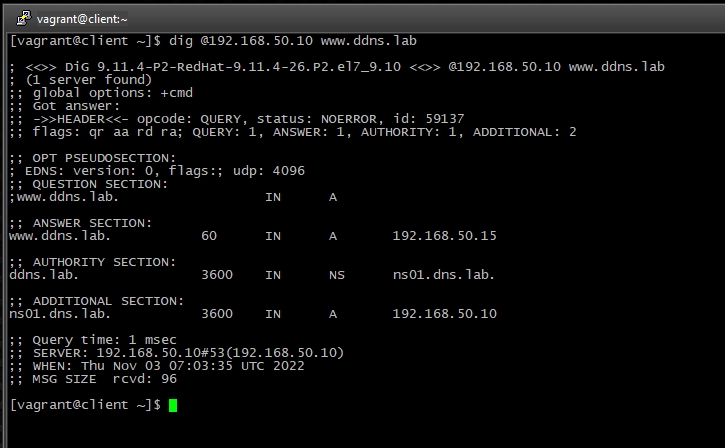 vagrant@client:~
[vagrant@client ~]$ dig @192.168.50.10 www.ddns.lab
; <<>> DiG 9.11.4-P2-RedHat-9.11.4-26.P2.el7_9.10 <<>> @192.168.50.10 www.ddns.lab
; (1 server found)
;; global options: +cmd
;; Got answer:
;; ->>HEADER<<- opcode: QUERY, status: NOERROR, id: 59137
;; flags: qr aa rd ra; QUERY: 1, ANSWER: 1, AUTHORITY: 1, ADDITIONAL: 2
;; OPT PSEUDOSECTION:
; EDNS: version: 0, flags:; udp: 4096
;; QUESTION SECTION:
;www.ddns.lab. IN A
;; ANSWER SECTION:
www.ddns.lab. 60 IN A 192.168.50.15
;; AUTHORITY SECTION:
ddns.lab. 3600 IN NS ns01.dns.lab.
;; ADDITIONAL SECTION:
ns01.dns.lab. 3600 IN A 192.168.50.10
;; Query time: 1 msec
;; SERVER: 192.168.50.10#53(192.168.50.10)
;; WHEN: Thu Nov 03 07:03:35 UTC 2022
;; MSG SIZE rcvd: 96
[vagrant@client ~]$